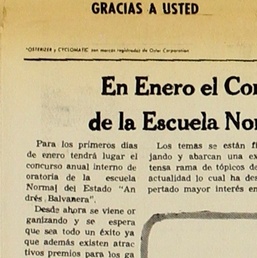 GRACIAS A USTED
"OSTERIZER y CYCLOMATIC son marcas registradas) de Oster Corporation
En Enero el Co
de la Escuela No
Para los primeros días
de enero tendrá lugar el
concurso anual interno de
oratoria de la escuela
Normal del Estado "An
drés Balvanera".
Desde ahora se viene or
ganizando y se espera
que sea todo un éxito ya
que además existen atrac
tivos premios para los ga
Los temas se están fi
jando y abarcan una ex
tensa rama de tópicos de
actualidad lo cual ha des
pertado mayor interés en